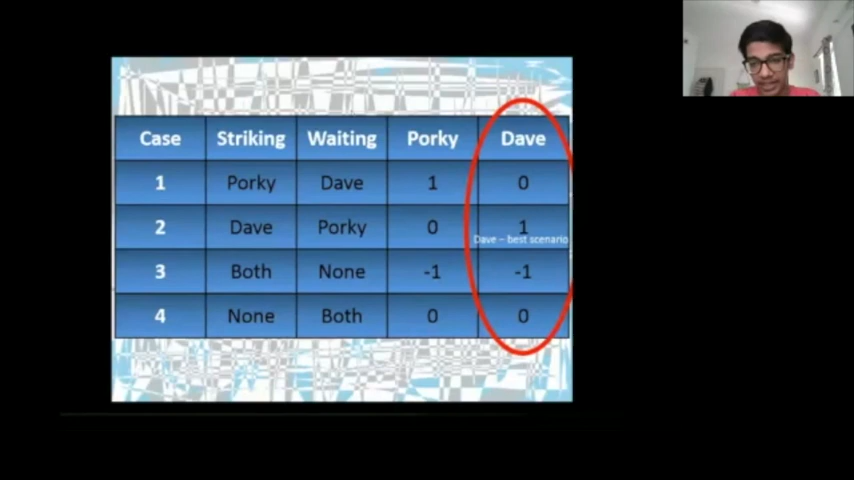 Case Striking Waiting Porky Dave
1 Porky Dave 1 0
2 Dave Porky 0 1
Dave – best scenario
3 Both None -1 -1
4 None Both 0 0